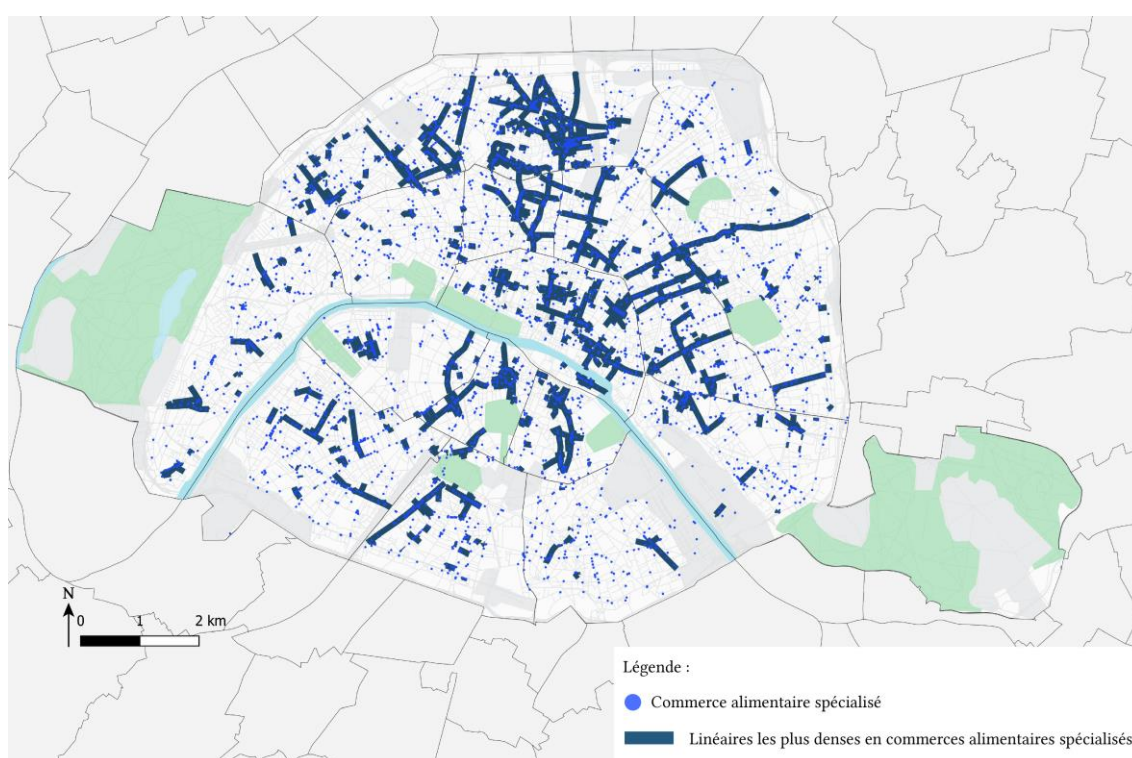 N
0 1 2 km
Légende :
Commerce alimentaire spécialisé
Linéaires les plus denses en commerces alimentaires spécialisés